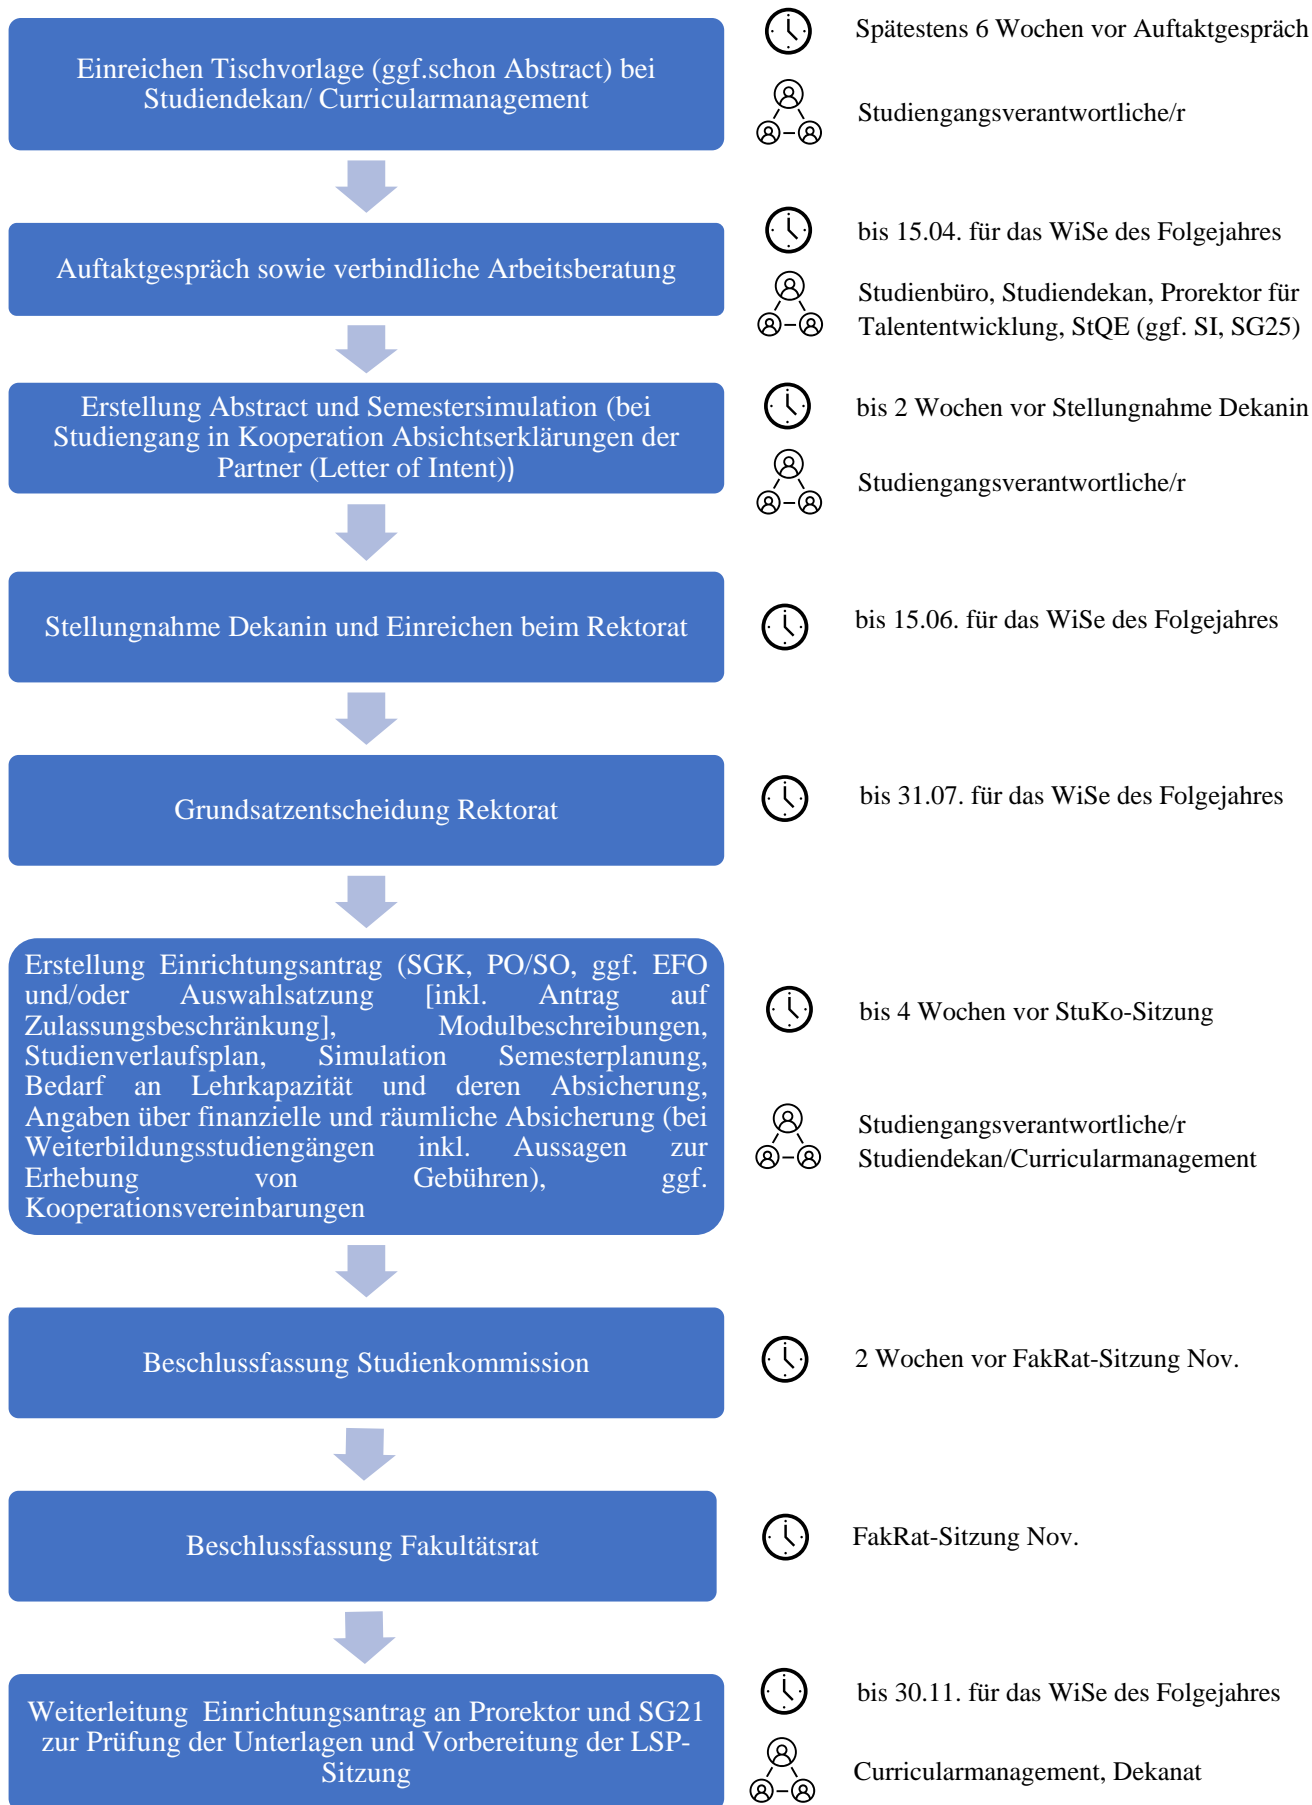 Einreichen Tischvorlage (ggf.schon Abstract) bei
Studiendekan/ Curricularmanagement
Spätestens 6 Wochen vor Auftaktgespräch
Studiengangsverantwortliche/r
Auftaktgespräch sowie verbindliche Arbeitsberatung
bis 15.04. für das WiSe des Folgejahres
Studienbüro, Studiendekan, Prorektor für
Talententwicklung, StQE (ggf. SI, SG25)
Erstellung Abstract und Semestersimulation (bei
Studiengang in Kooperation Absichtserklärungen der
Partner (Letter of Intent))
bis 2 Wochen vor Stellungnahme Dekanin
Studiengangsverantwortliche/r
Stellungnahme Dekanin und Einreichen beim Rektorat
bis 15.06. für das WiSe des Folgejahres
Grundsatzentscheidung Rektorat
bis 31.07. für das WiSe des Folgejahres
Erstellung Einrichtungsantrag (SGK, PO/SO, ggf. EFO
und/oder Auswahlsatzung [inkl. Antrag auf
Zulassungsbeschränkung], Modulbeschreibungen,
Studienverlaufsplan, Simulation Semesterplanung,
Bedarf an Lehrkapazität und deren Absicherung,
Angaben über finanzielle und räumliche Absicherung (bei
Weiterbildungsstudiengängen inkl. Aussagen zur
Erhebung von Gebühren), ggf.
Kooperationsvereinbarungen
bis 4 Wochen vor StuKo-Sitzung
Studiengangsverantwortliche/r
Studiendekan/Curricularmanagement
Beschlussfassung Studienkommission
2 Wochen vor FakRat-Sitzung Nov.
Beschlussfassung Fakultätsrat
FakRat-Sitzung Nov.
Weiterleitung Einrichtungsantrag an Prorektor und SG21
zur Prüfung der Unterlagen und Vorbereitung der LSP-
Sitzung
bis 30.11. für das WiSe des Folgejahres
Curricularmanagement, Dekanat